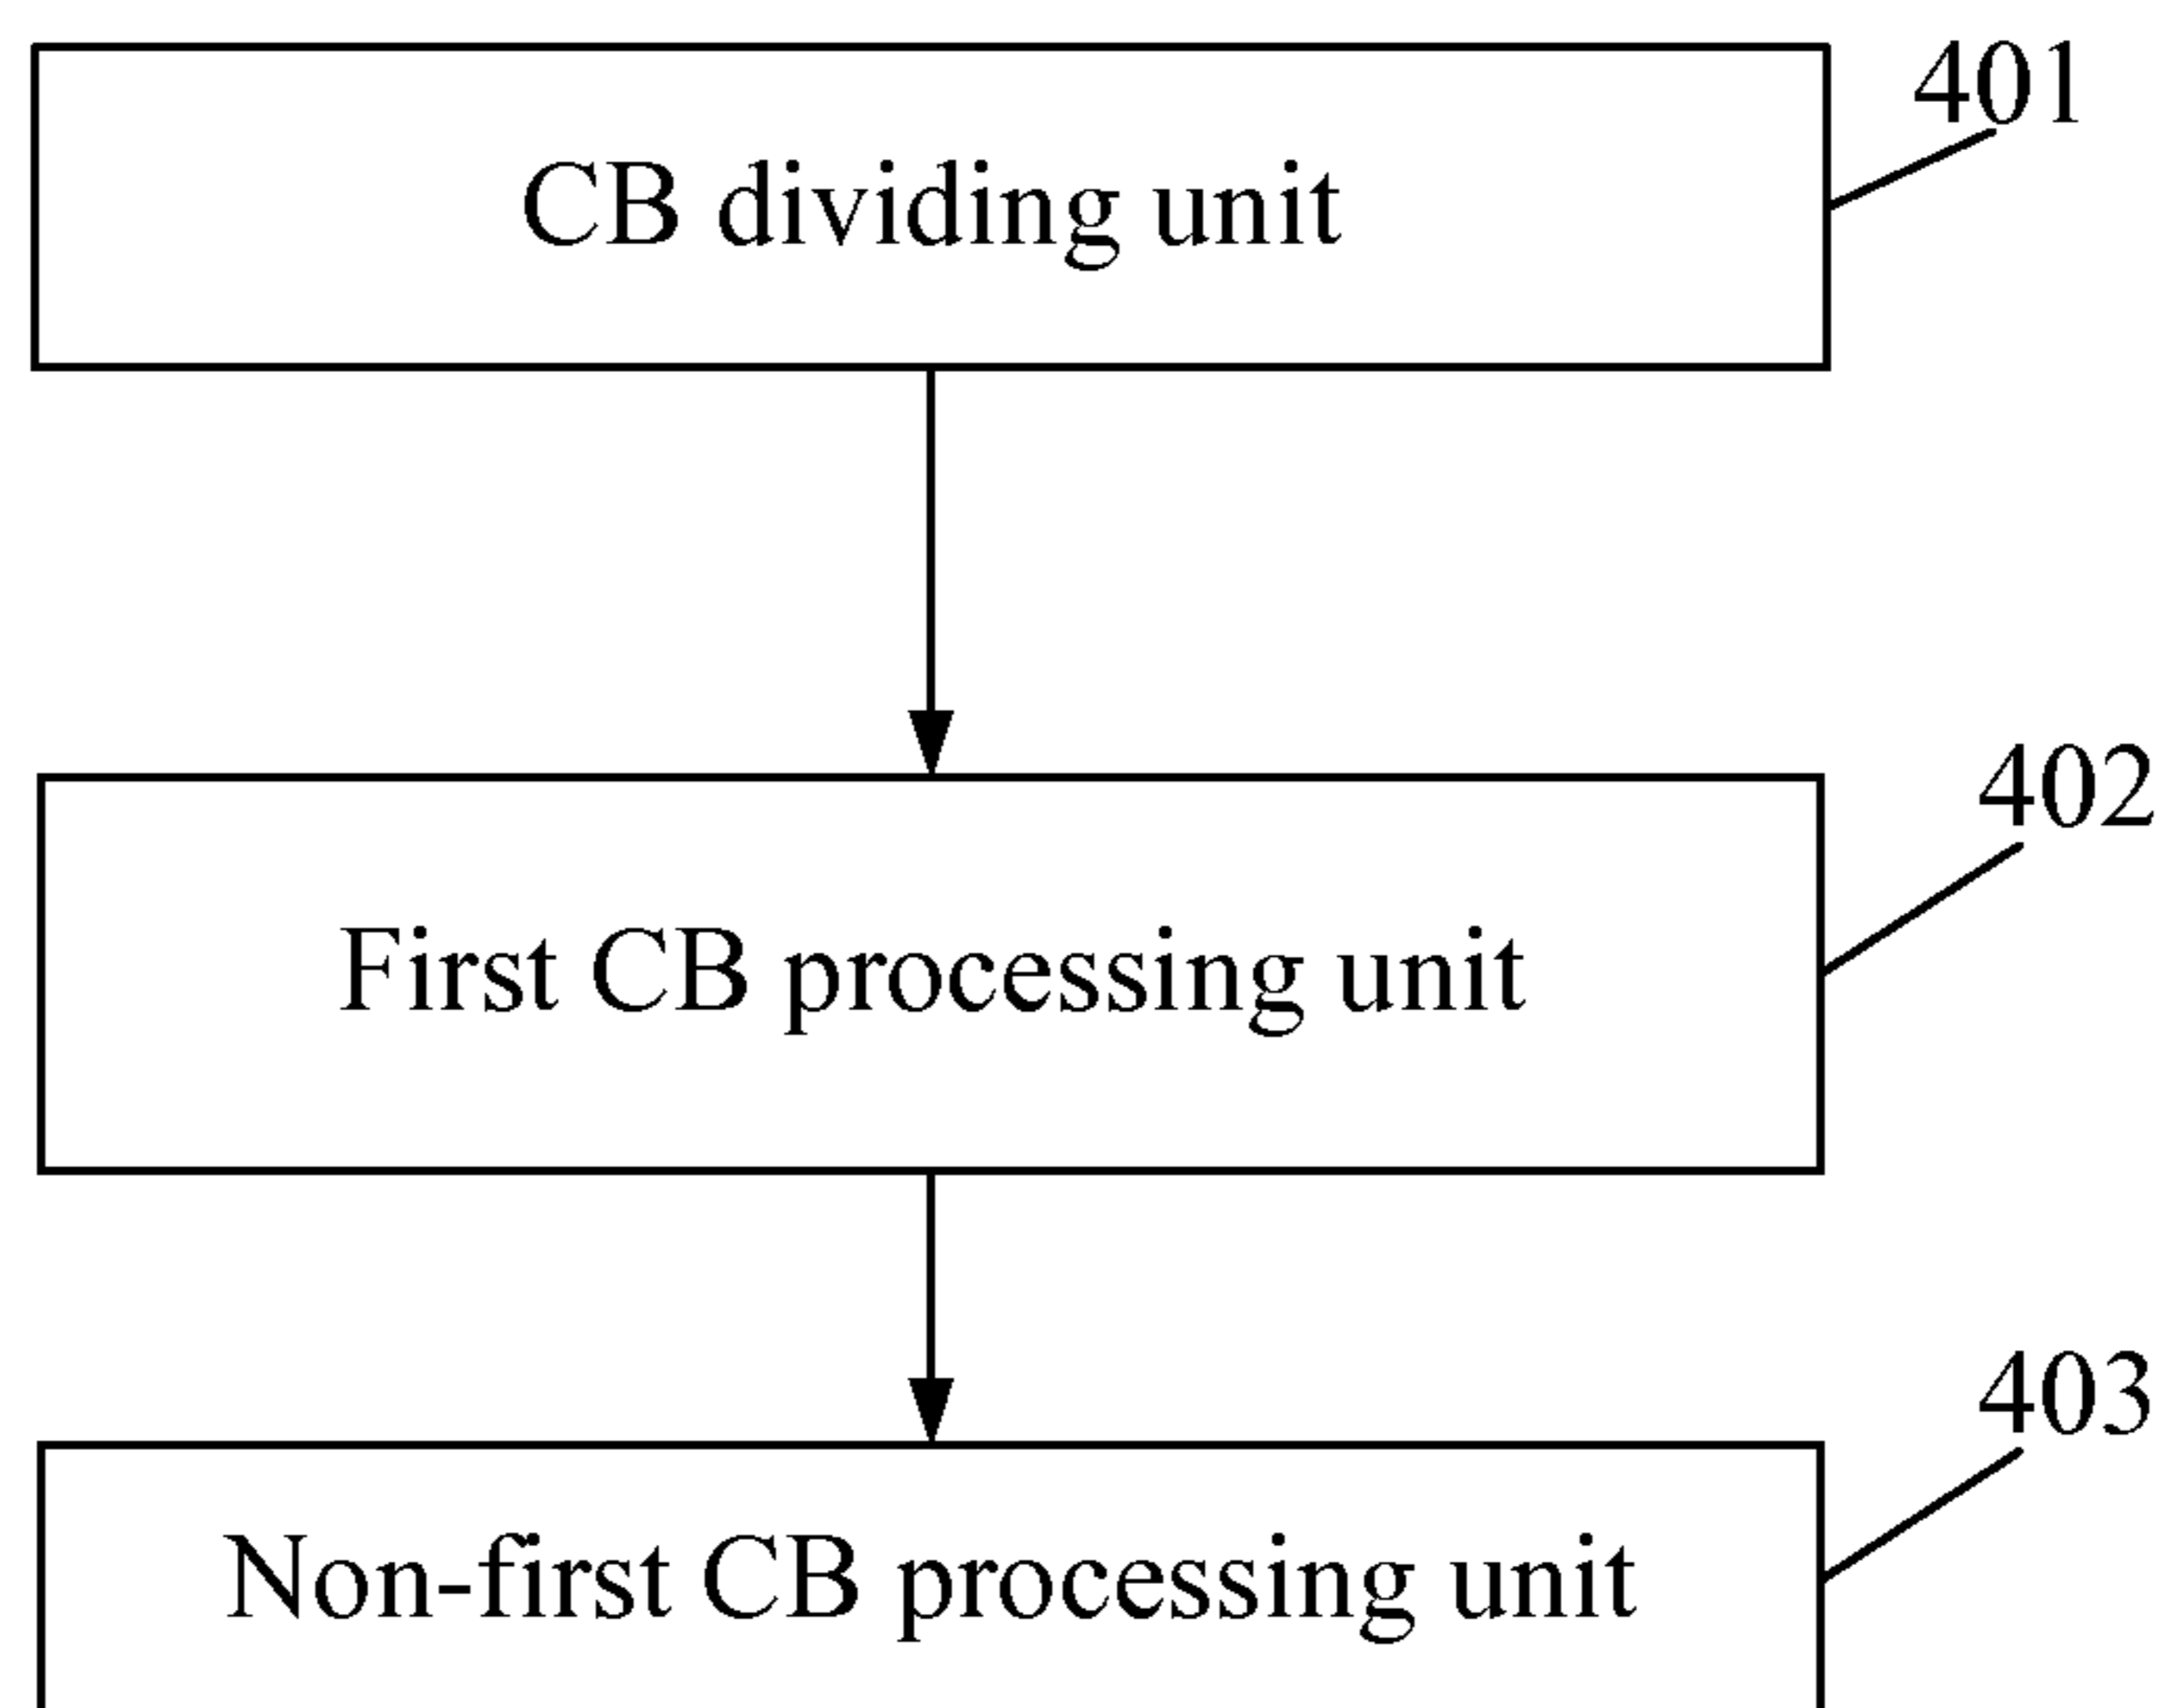 401
CB dividing unit
402
First CB processing unit
403
Non-first CB processing unit